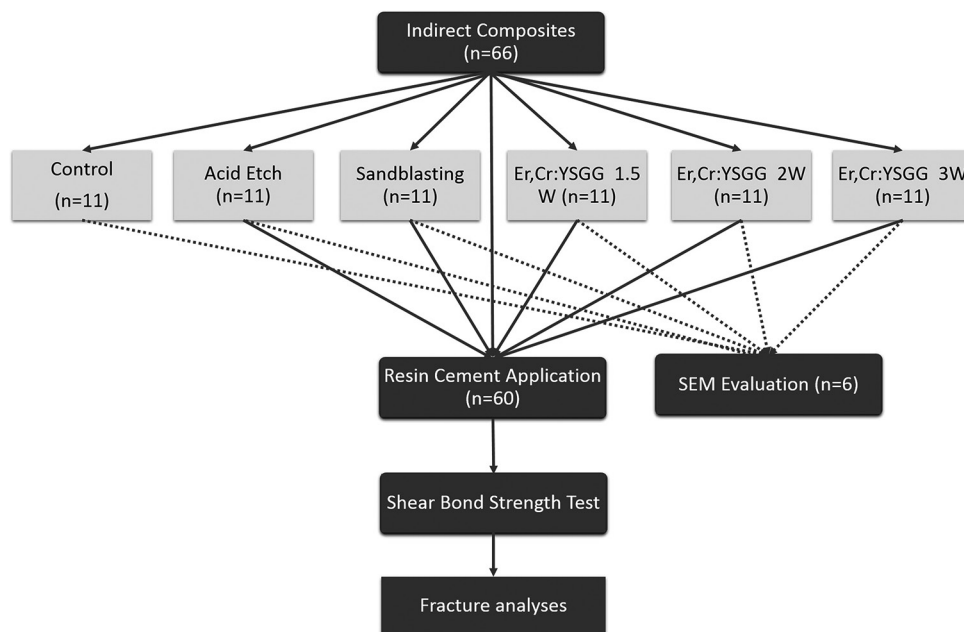 Indirect Composites
(n=66)
Control
(n=11)
Acid Etch
(n=11)
Sandblasting
(n=11)
Er,Cr:YSGG 1.5
W (n=11)
Er,Cr:YSGG 2W
(n=11)
Er,Cr:YSGG 3W
(n=11)
Resin Cement Application
(n=60)
SEM Evaluation (n=6)
Shear Bond Strength Test
Fracture analyses